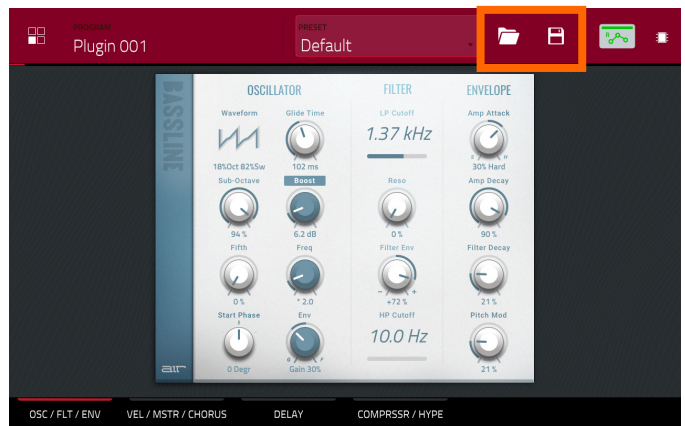 PROGRAM
Plugin 001
PRESET
Default
BASSLINE
OSCILLATOR
FILTER
ENVELOPE
Waveform
Glide Time
LP Cutoff
Amp Attack
1.37 kHz
S H
18%Oct 82%Sw
102 ms
30% Hard
Sub-Octave
Boost
Reso
Amp Decay
94 %
6.2 dB
0 %
90 %
Fifth
Freq
Filter Env
Filter Decay
- +
0 %
* 2.0
+72 %
21 %
Start Phase
Env
HP Cutoff
Pitch Mod
10.0 Hz
air
0 Degr
Gain 30%
21 %
OSC / FLT / ENV
VEL / MSTR / CHORUS
DELAY
COMPRSSR / HYPE